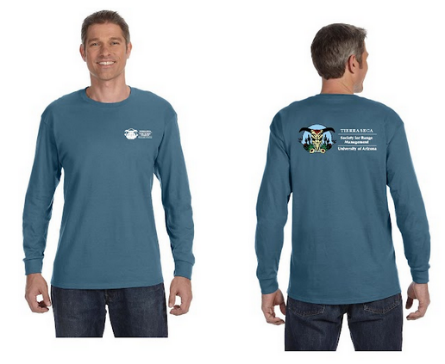 TIERRA SECA
Society for Range
Management
University of Arizona